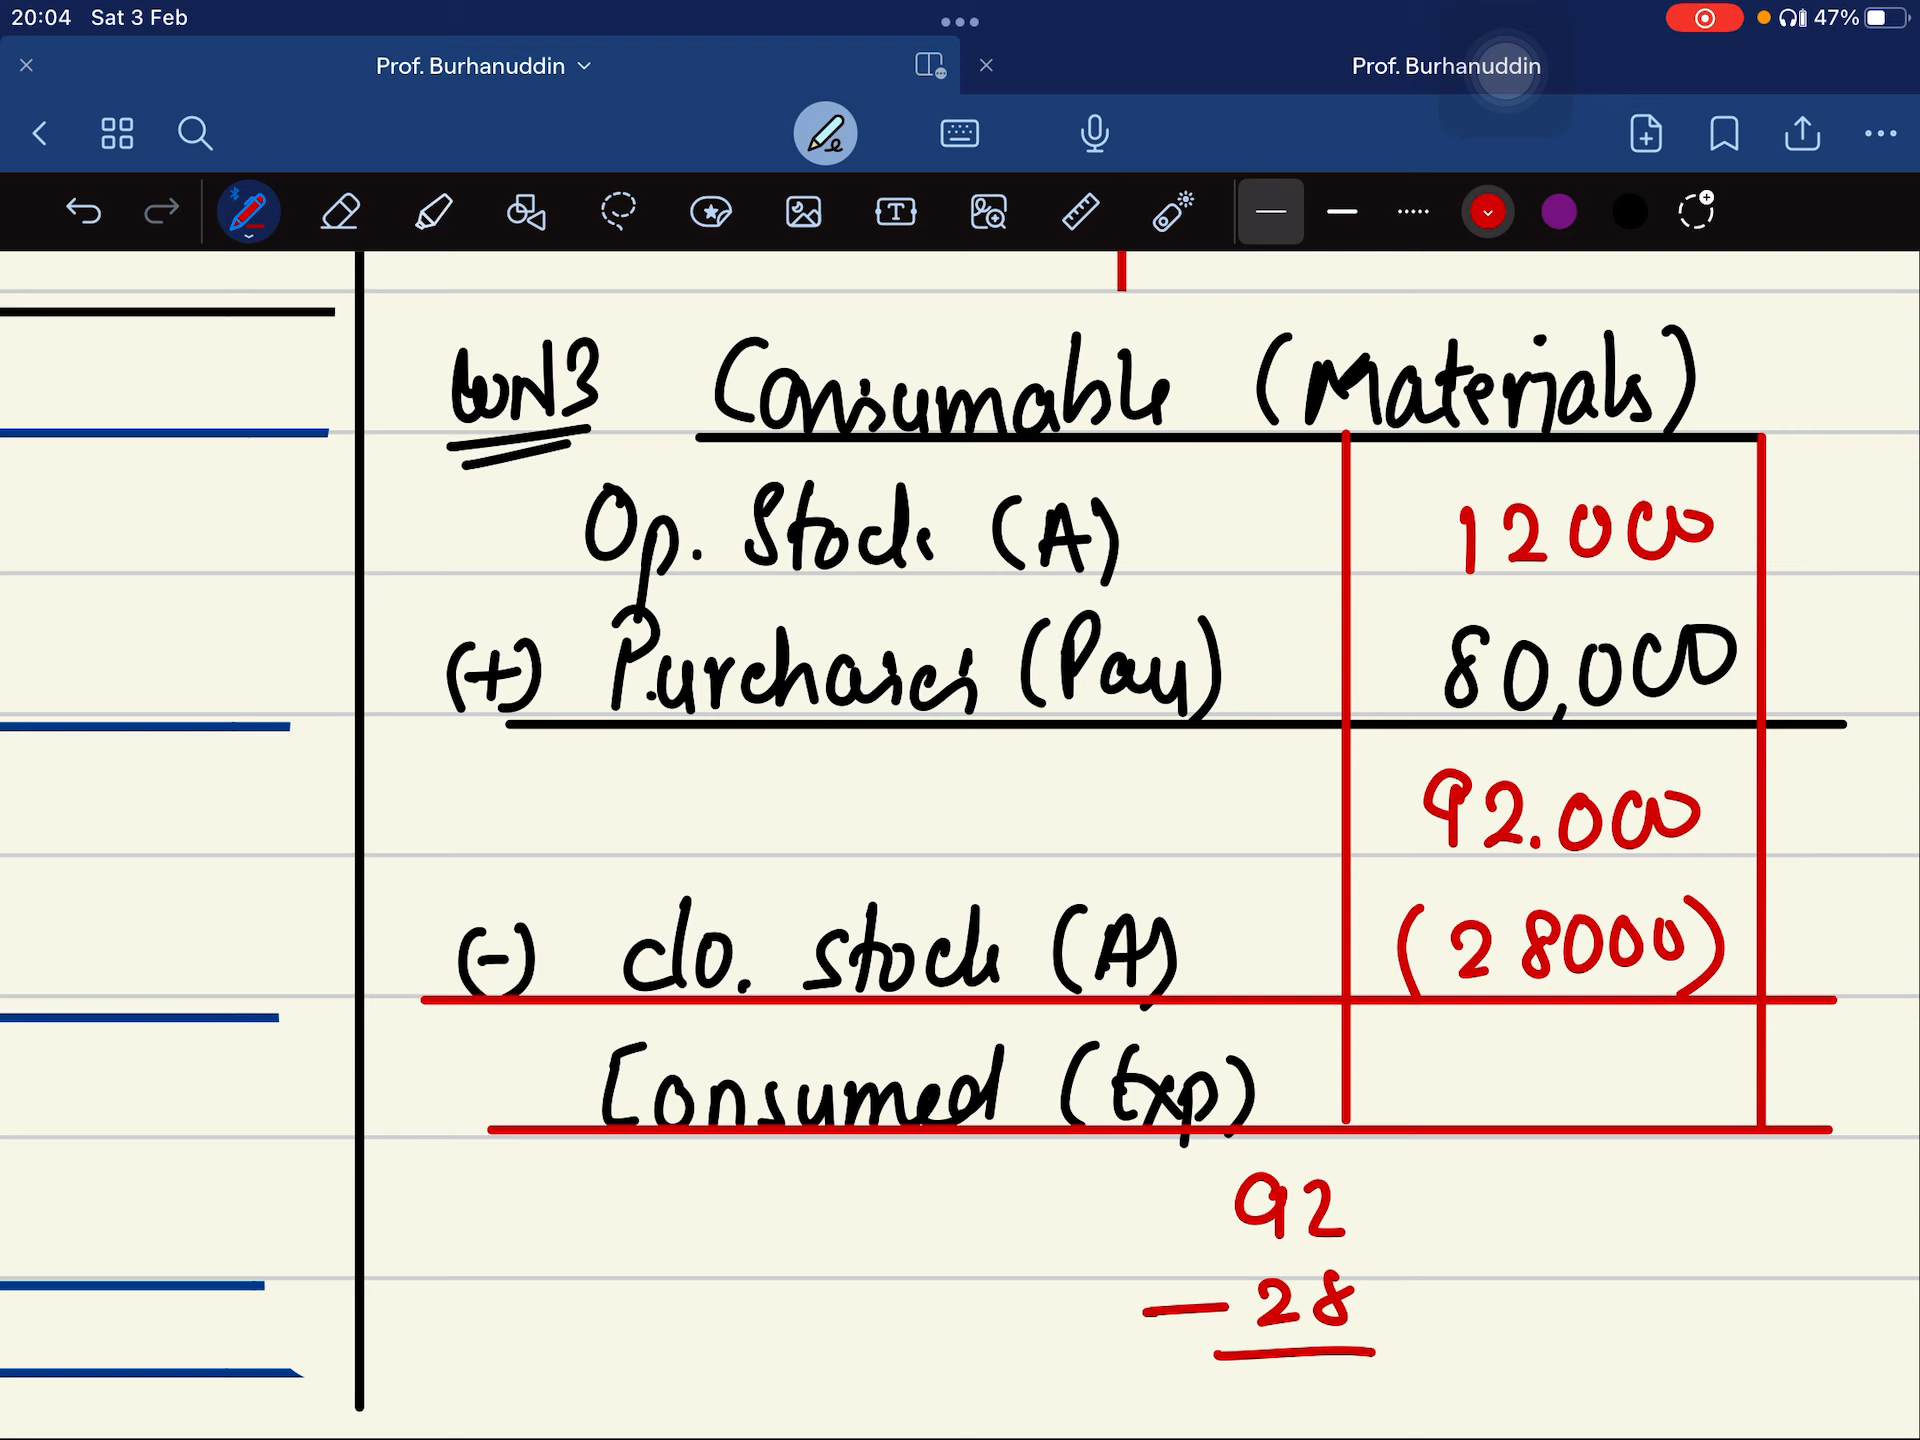 20:04 Sat 3 Feb 47%
Prof. Burhanuddin Prof. Burhanuddin
WN3 Consumable (Materials)
Op. Stock (A) 12000
(+) Purchases (Pay) 80,000
92.000
(-) clo. stock (A) (28000)
Consumed (Exp)
92
— 28